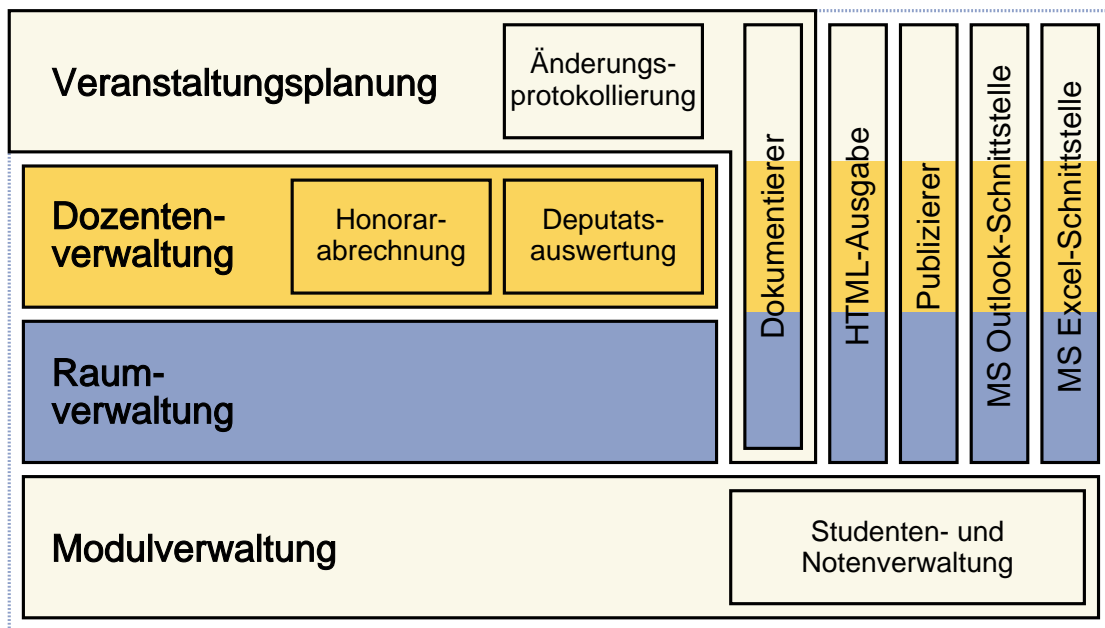 Veranstaltungsplanung
Änderungs-
protokollierung
Dozenten-
verwaltung
Honorar-
abrechnung
Deputats-
auswertung
Raum-
verwaltung
Dokumentierer
HTML-Ausgabe
Publizierer
MS Outlook-Schnittstelle
MS Excel-Schnittstelle
Modulverwaltung
Studenten- und
Notenverwaltung